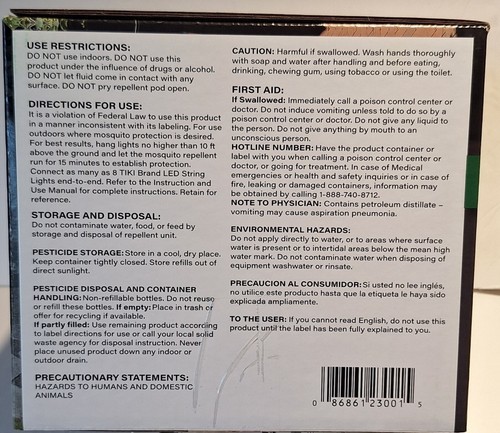 USE RESTRICTIONS:
DO NOT use indoors. DO NOT use this
product under the influence of drugs or alcohol.
DO NOT let fluid come in contact with any
surface. DO NOT pry repellent pod open.
DIRECTIONS FOR USE:
It is a violation of Federal Law to use this product
in a manner inconsistent with its labeling. For use
outdoors where mosquito protection is desired.
For best results, hang lights no higher than 10 feet
above the ground and let the mosquito repellent
run for 15 minutes to establish protection.
Connect as many as 8 TIKI Brand LED String
Lights end-to-end. Refer to the Instruction and
Use Manual for complete instructions. Retain for
reference.
STORAGE AND DISPOSAL:
Do not contaminate water, food, or feed by
storage and disposal of repellent unit.
PESTICIDE STORAGE: Store in a cool, dry place.
Keep container tightly closed. Store refills out of
direct sunlight.
PESTICIDE DISPOSAL AND CONTAINER
HANDLING: Non-refillable bottles. Do not reuse
or refill these bottles. If empty: Place in trash or
offer for recycling if available.
If partly filled: Use remaining product according
to label directions for use or call your local solid
waste agency for disposal instruction. Never
place unused product down any indoor or
outdoor drain.
PRECAUTIONARY STATEMENTS:
HAZARDS TO HUMANS AND DOMESTIC
ANIMALS
CAUTION: Harmful if swallowed. Wash hands thoroughly
with soap and water after handling and before eating,
drinking, chewing gum, using tobacco or using the toilet.
FIRST AID:
If Swallowed: Immediately call a poison control center or
doctor. Do not induce vomiting unless told to do so by a
poison control center or doctor. Do not give any liquid to
the person. Do not give anything by mouth to an
unconscious person.
HOTLINE NUMBER: Have the product container or
label with you when calling a poison control center or
doctor, or going for treatment. In case of Medical
emergencies or health and safety inquiries or in case of
fire, leaking or damaged containers, information may
be obtained by calling 1-888-740-8712.
NOTE TO PHYSICIAN: Contains petroleum distillate –
vomiting may cause aspiration pneumonia.
ENVIRONMENTAL HAZARDS:
Do not apply directly to water, or to areas where surface
water is present or to intertidal areas below the mean high
water mark. Do not contaminate water when disposing of
equipment washwater or rinsate.
PRECAUCION AL CONSUMIDOR: Si usted no lee inglés,
no utilice este producto hasta que la etiqueta le haya sido
explicada ampliamente.
TO THE USER: If you cannot read English, do not use this
product until the label has been fully explained to you.
0 86861 23001 5